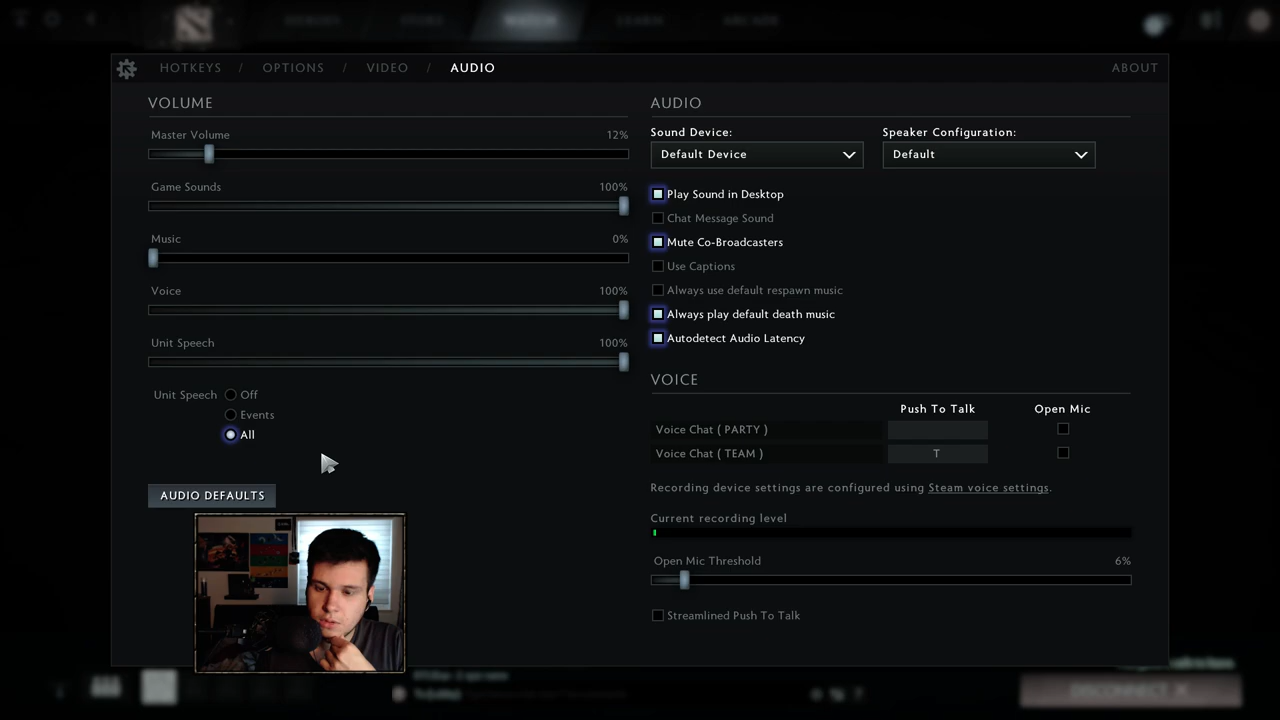 HOTKEYS / OPTIONS / VIDEO / AUDIO
ABOUT
VOLUME
Master Volume 12%
Game Sounds 100%
Music 0%
Voice 100%
Unit Speech 100%
Unit Speech Off
Events
All
AUDIO DEFAULTS
AUDIO
Sound Device: Speaker Configuration:
Default Device Default
Play Sound in Desktop
Chat Message Sound
Mute Co-Broadcasters
Use Captions
Always use default respawn music
Always play default death music
Autodetect Audio Latency
VOICE
Push To Talk Open Mic
Voice Chat ( PARTY )
Voice Chat ( TEAM ) T
Recording device settings are configured using Steam voice settings.
Current recording level
Open Mic Threshold 6%
Streamlined Push To Talk
WATCH
LEARN
ARCADE
DISCONNECT